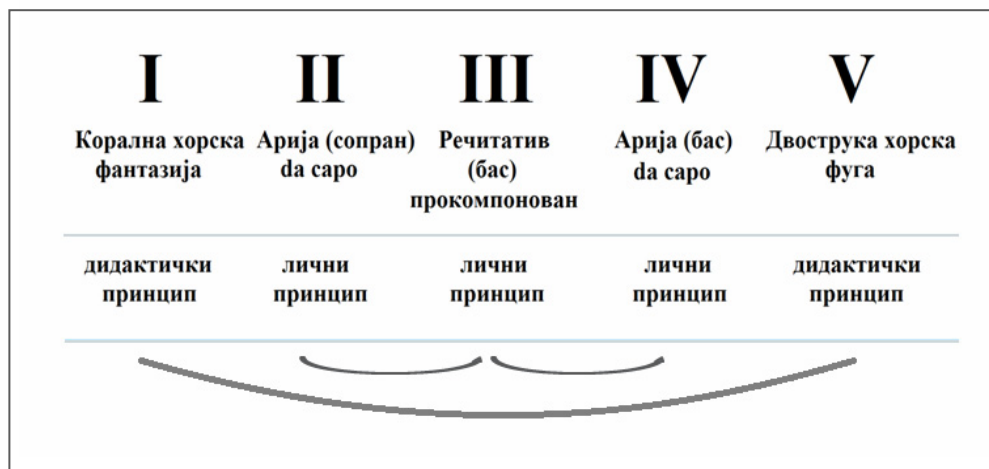 I II III IV V
Корална хорска фантазија
Арија (сопран) da capo
Речитатив (бас) прокомпонован
Арија (бас) da capo
Двострука хорска фуга
дидактички принцип
лични принцип
лични принцип
лични принцип
дидактички принцип